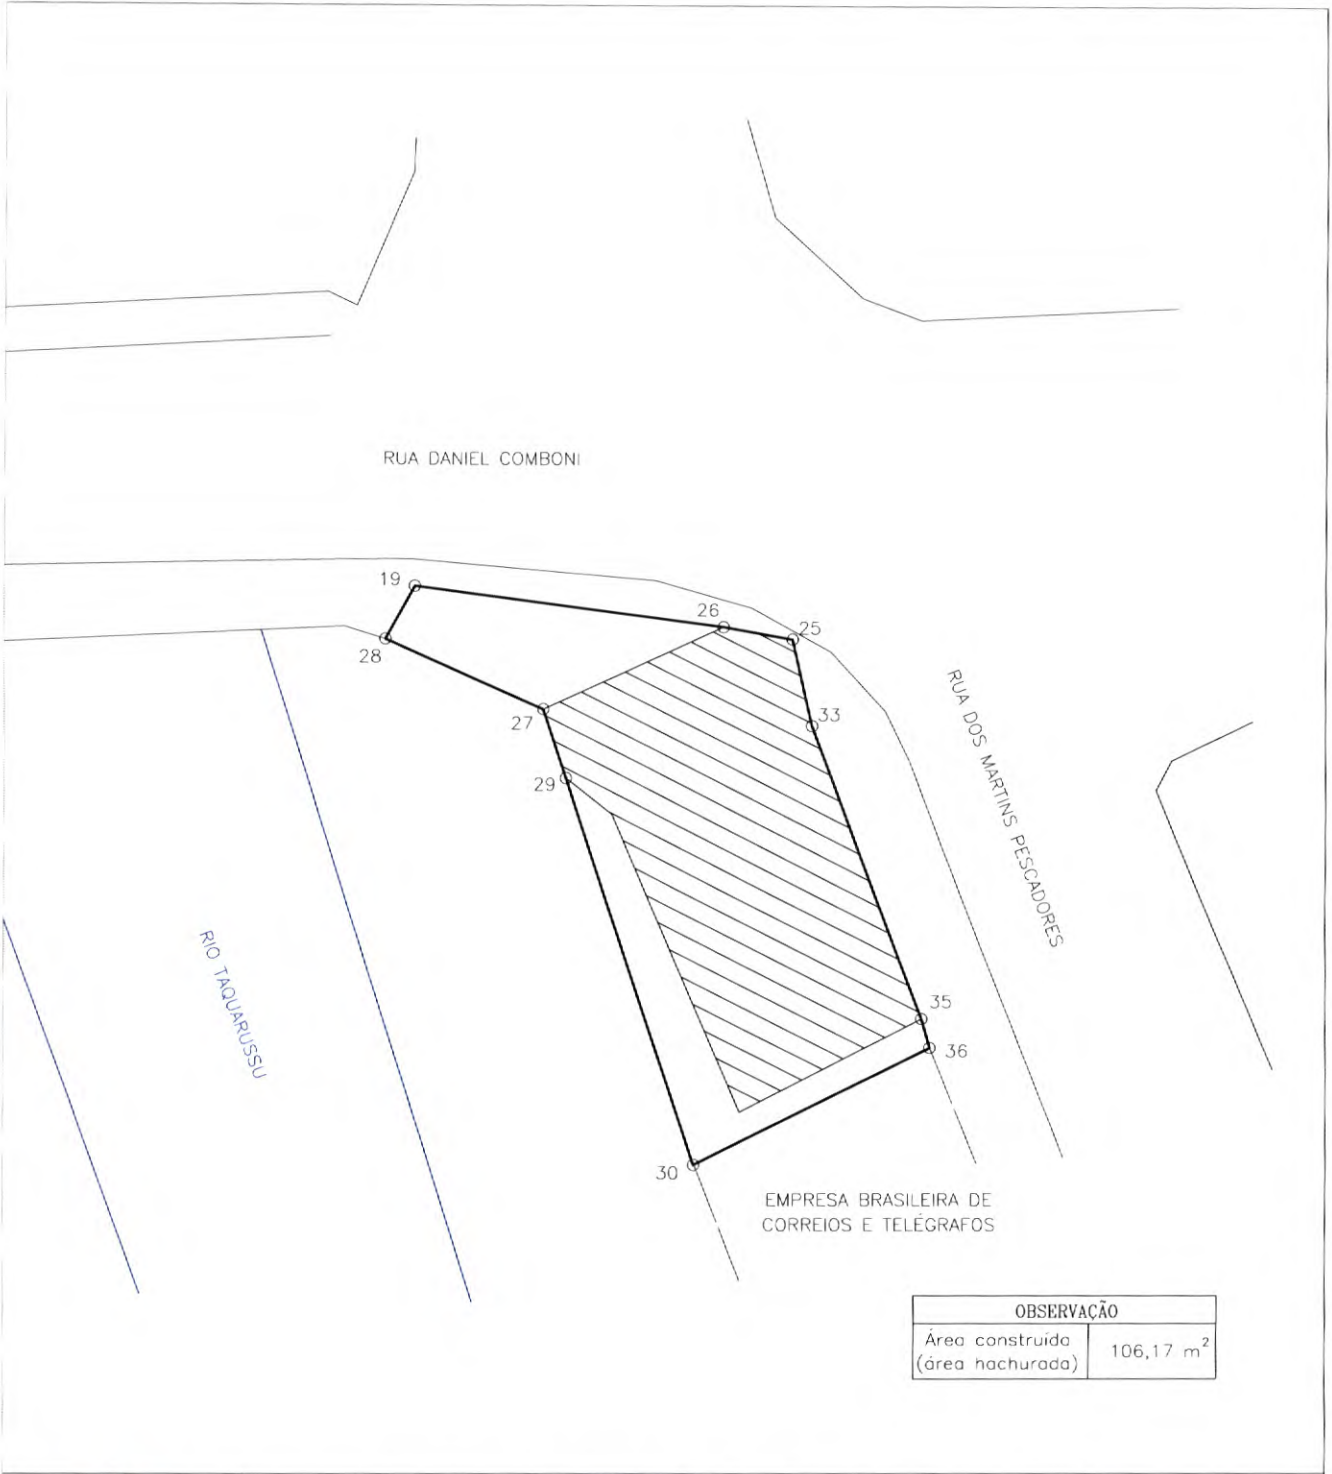 RUA DANIEL COMBONI
19
26
25
28
27
33
29
RUA DOS MARTINS PESCADORES
RIO TAQUARUSSU
35
36
30
EMPRESA BRASILEIRA DE
CORREIOS E TELÉGRAFOS
OBSERVAÇÃO
Área construída
(área hachurada)
106,17 m²